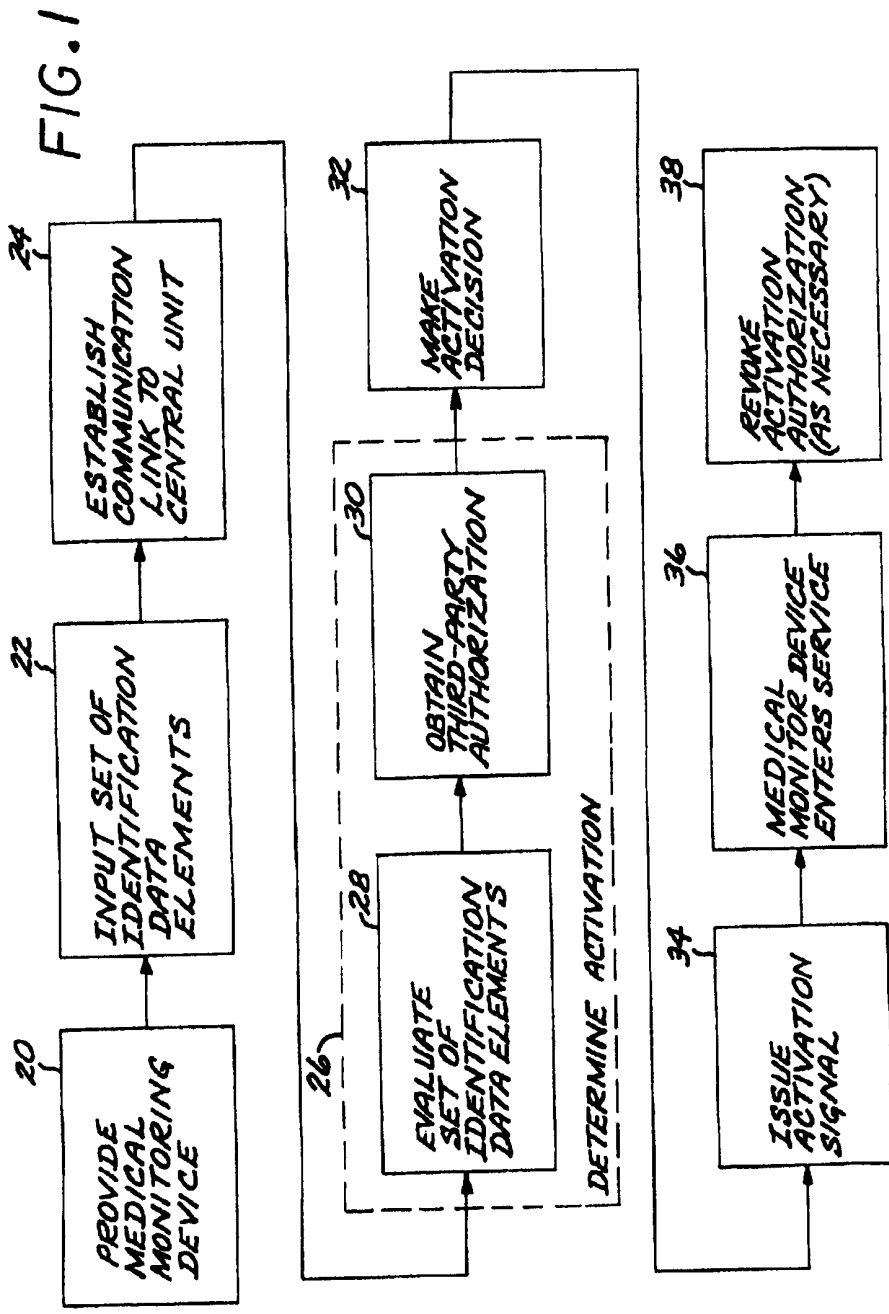 FIG. 1
20
PROVIDE
MEDICAL
MONITORING
DEVICE
22
INPUT SET OF
IDENTIFICATION
DATA
ELEMENTS
24
ESTABLISH
COMMUNICATION
LINK TO
CENTRAL UNIT
26
28
EVALUATE
SET OF
IDENTIFICATION
DATA ELEMENTS
30
OBTAIN
THIRD-PARTY
AUTHORIZATION
DETERMINE ACTIVATION
32
MAKE
ACTIVATION
DECISION
34
ISSUE
ACTIVATION
SIGNAL
36
MEDICAL
MONITOR DEVICE
ENTERS SERVICE
38
REVOKE
ACTIVATION
AUTHORIZATION
(AS NECESSARY)